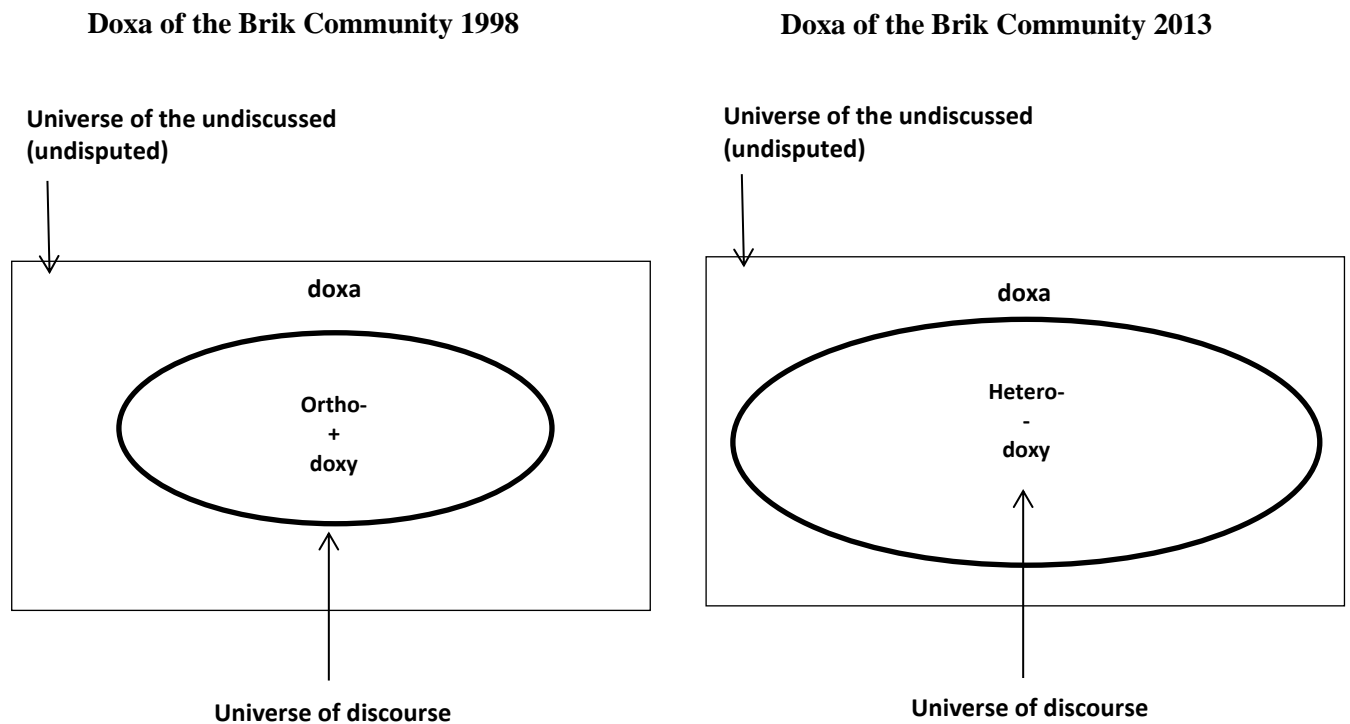 Doxa of the Brik Community 1998
Universe of the undiscussed
(undisputed)
doxa
Ortho-
+
doxy
Universe of discourse
Doxa of the Brik Community 2013
Universe of the undiscussed
(undisputed)
doxa
Hetero-
-
doxy
Universe of discourse